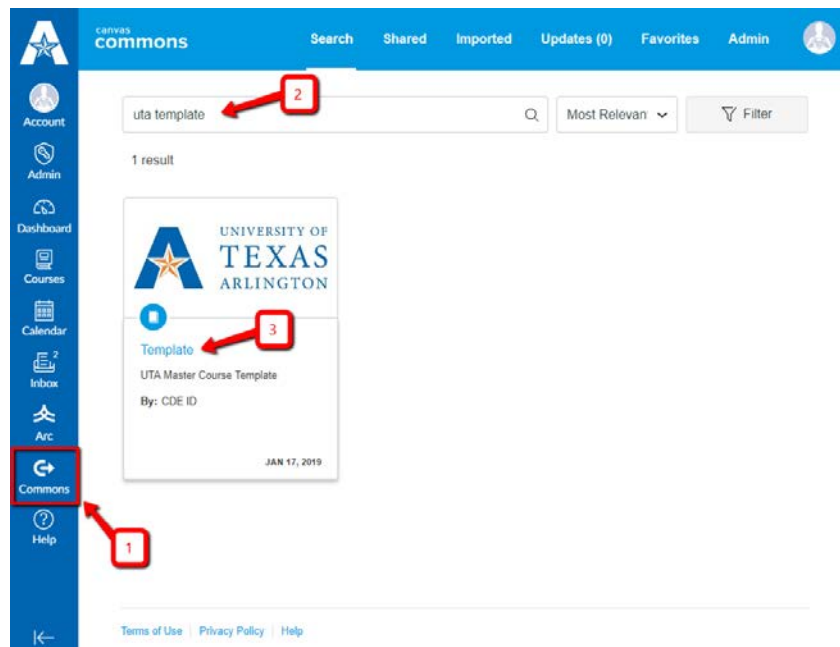 canvas
commons
Search Shared Imported Updates (0) Favorites Admin
Account
Admin
Dashboard
Courses
Calendar
2
Inbox
Arc
Commons
Help
uta template
2
Most Relevan
Filter
1 result
UNIVERSITY OF
TEXAS
ARLINGTON
3
Template
UTA Master Course Template
By: CDE ID
JAN 17, 2019
1
Terms of Use | Privacy Policy | Help